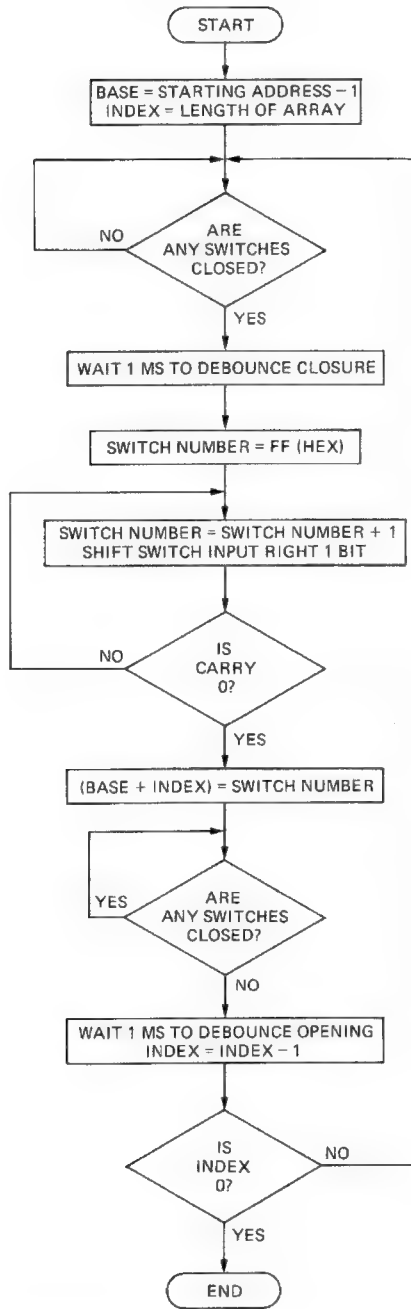 START
BASE = STARTING ADDRESS – 1
INDEX = LENGTH OF ARRAY
NO
ARE
ANY SWITCHES
CLOSED?
YES
WAIT 1 MS TO DEBOUNCE CLOSURE
SWITCH NUMBER = FF (HEX)
SWITCH NUMBER = SWITCH NUMBER + 1
SHIFT SWITCH INPUT RIGHT 1 BIT
NO
IS
CARRY
0?
YES
(BASE + INDEX) = SWITCH NUMBER
YES
ARE
ANY SWITCHES
CLOSED?
NO
WAIT 1 MS TO DEBOUNCE OPENING
INDEX = INDEX – 1
IS
INDEX
0?
NO
YES
END